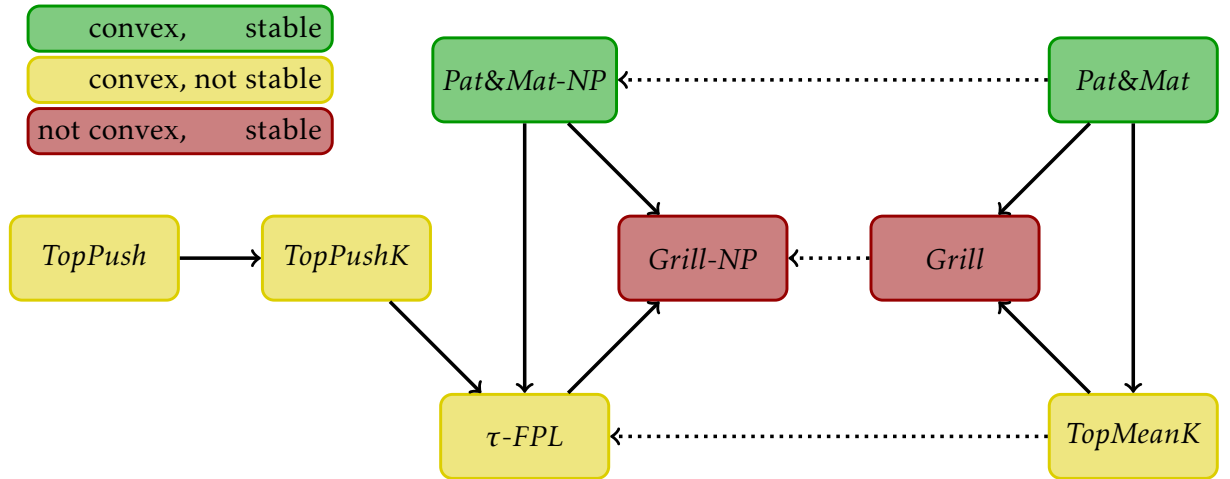 convex, stable
convex, not stable
not convex, stable
Pat&Mat-NP
Pat&Mat
TopPush
TopPushK
Grill-NP
Grill
τ-FPL
TopMeanK